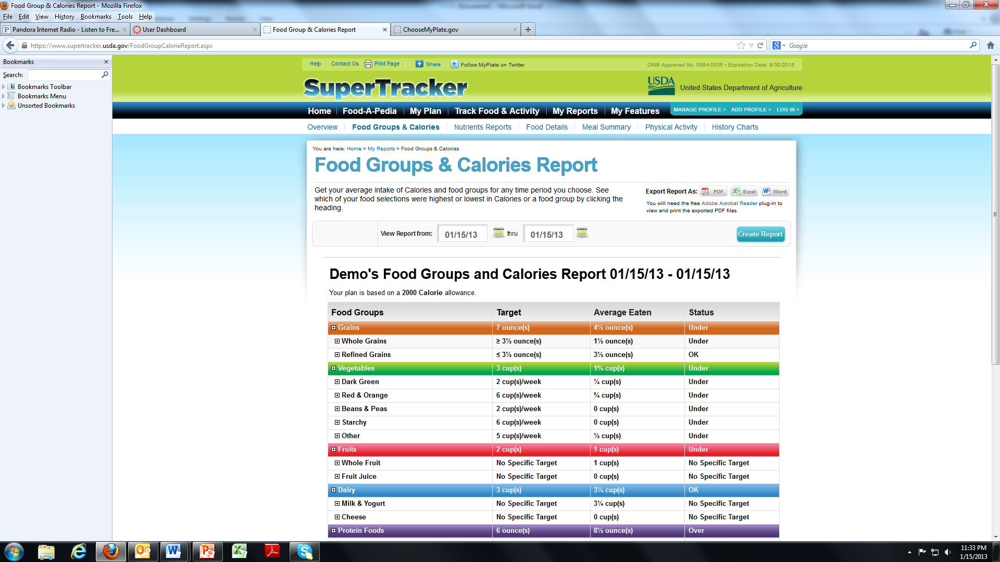 Food Group & Calories Report - Mozilla Firefox
File Edit View History Bookmarks Tools Help
Pandora Internet Radio - Listen to Fre... User Dashboard Food Group & Calories Report ChooseMyPlate.gov
https://www.supertracker.usda.gov/FoodGroupCalorieReport.aspx Google
Bookmarks
Search:
Bookmarks Toolbar
Bookmarks Menu
Unsorted Bookmarks
Help Contact Us Print Page Share Follow MyPlate on Twitter OMB Approved No. 0584-0535 • Expiration Date: 9/30/2015
SuperTracker USDA United States Department of Agriculture
Home Food-A-Pedia My Plan Track Food & Activity My Reports My Features MANAGE PROFILE > ADD PROFILE > LOG IN >
Overview Food Groups & Calories Nutrients Reports Food Details Meal Summary Physical Activity History Charts
You are here: Home > My Reports > Food Groups & Calories
Food Groups & Calories Report
Get your average intake of Calories and food groups for any time period you choose. See
which of your food selections were highest or lowest in Calories or a food group by clicking the
heading.
Export Report As: PDF Excel Word
You will need the free Adobe Acrobat Reader plug-in to
view and print the exported PDF files.
View Report from: 01/15/13 thru 01/15/13 Create Report
Demo's Food Groups and Calories Report 01/15/13 - 01/15/13
Your plan is based on a 2000 Calorie allowance.
Food Groups Target Average Eaten Status
Grains 7 ounce(s) 4½ ounce(s) Under
Whole Grains ≥ 3½ ounce(s) 1½ ounce(s) Under
Refined Grains ≤ 3½ ounce(s) 3½ ounce(s) OK
Vegetables 3 cup(s) 1¾ cup(s) Under
Dark Green 2 cup(s)/week ¼ cup(s) Under
Red & Orange 6 cup(s)/week ¾ cup(s) Under
Beans & Peas 2 cup(s)/week 0 cup(s) Under
Starchy 6 cup(s)/week 0 cup(s) Under
Other 5 cup(s)/week ½ cup(s) Under
Fruits 2 cup(s) 1 cup(s) Under
Whole Fruit No Specific Target 1 cup(s) No Specific Target
Fruit Juice No Specific Target 0 cup(s) No Specific Target
Dairy 3 cup(s) 3¼ cup(s) OK
Milk & Yogurt No Specific Target 3¼ cup(s) No Specific Target
Cheese No Specific Target 0 cup(s) No Specific Target
Protein Foods 6 ounce(s) 8½ ounce(s) Over
11:33 PM
1/15/2013